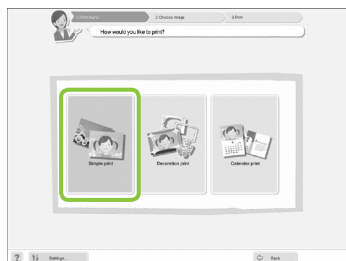 1.Print menu
2.Choose image
3.Print
How would you like to print?
Simple print
Decoration print
Calendar print
?
Settings...
Back